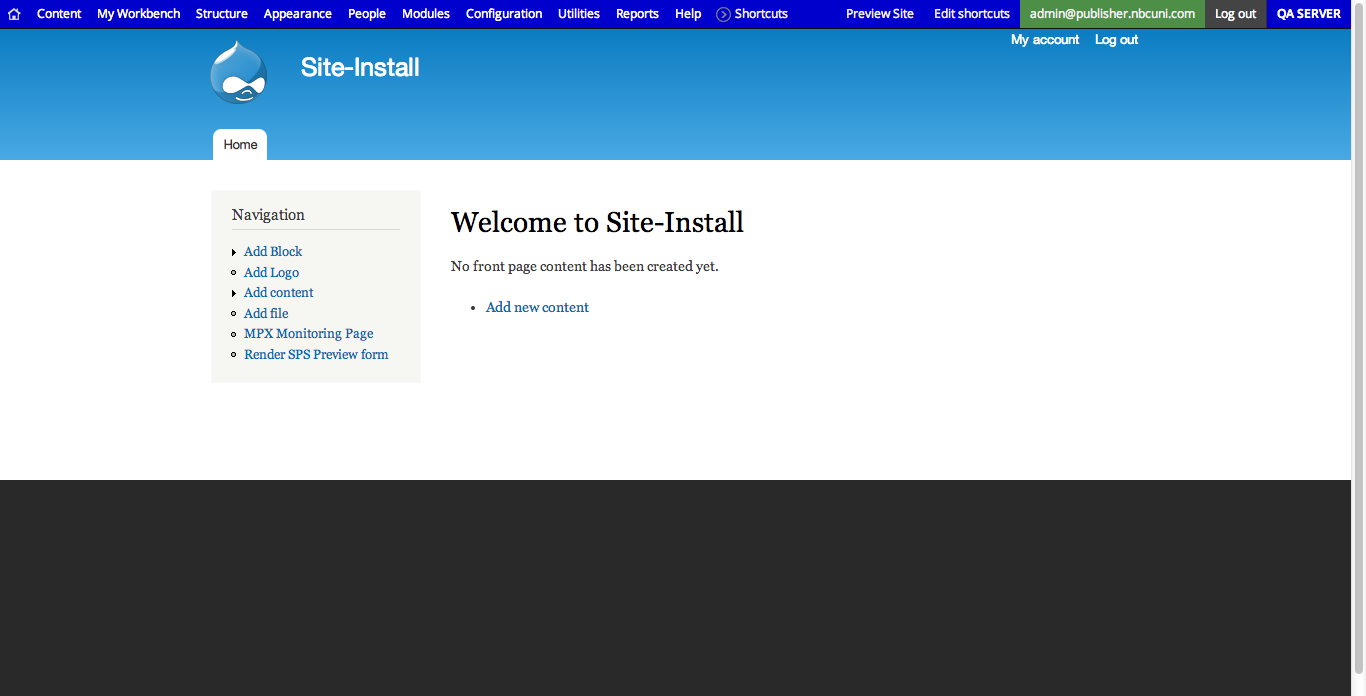 Content My Workbench Structure Appearance People Modules Configuration Utilities Reports Help Shortcuts Preview Site Edit shortcuts admin@publisher.nbcuni.com Log out QA SERVER
My account Log out
Site-Install
Home
Navigation
Add Block
Add Logo
Add content
Add file
MPX Monitoring Page
Render SPS Preview form
Welcome to Site-Install
No front page content has been created yet.
Add new content